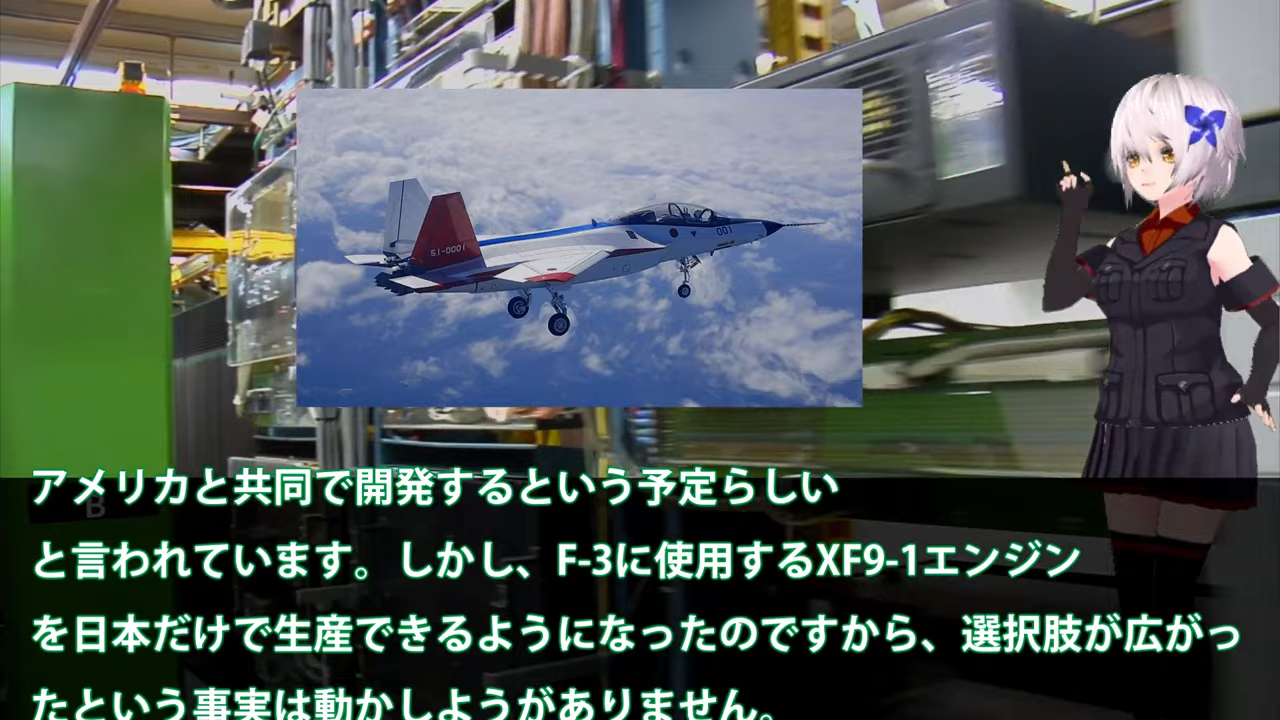 001
51-0001
B
アメリカと共同で開発するという予定らしい
と言われています。しかし、F-3に使用するXF9-1エンジン
を日本だけで生産できるようになったのですから、選択肢が広がっ
たという事実は動かしようがありません。